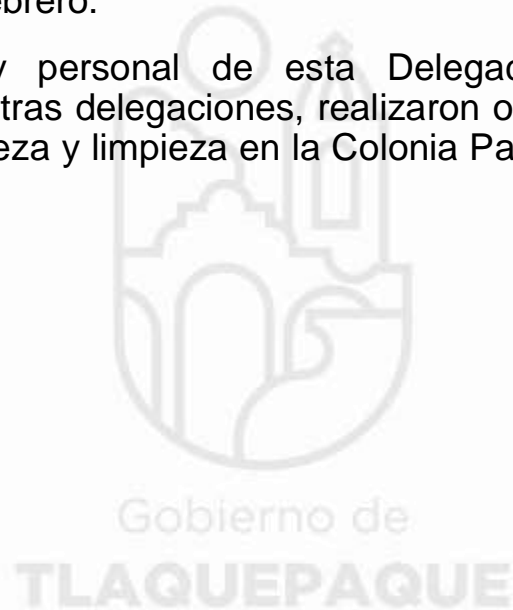 ebrero.
y personal de esta Delegac
tras delegaciones, realizaron o
eza y limpieza en la Colonia Pa
Gobierno de
TLAQUEPAQUE